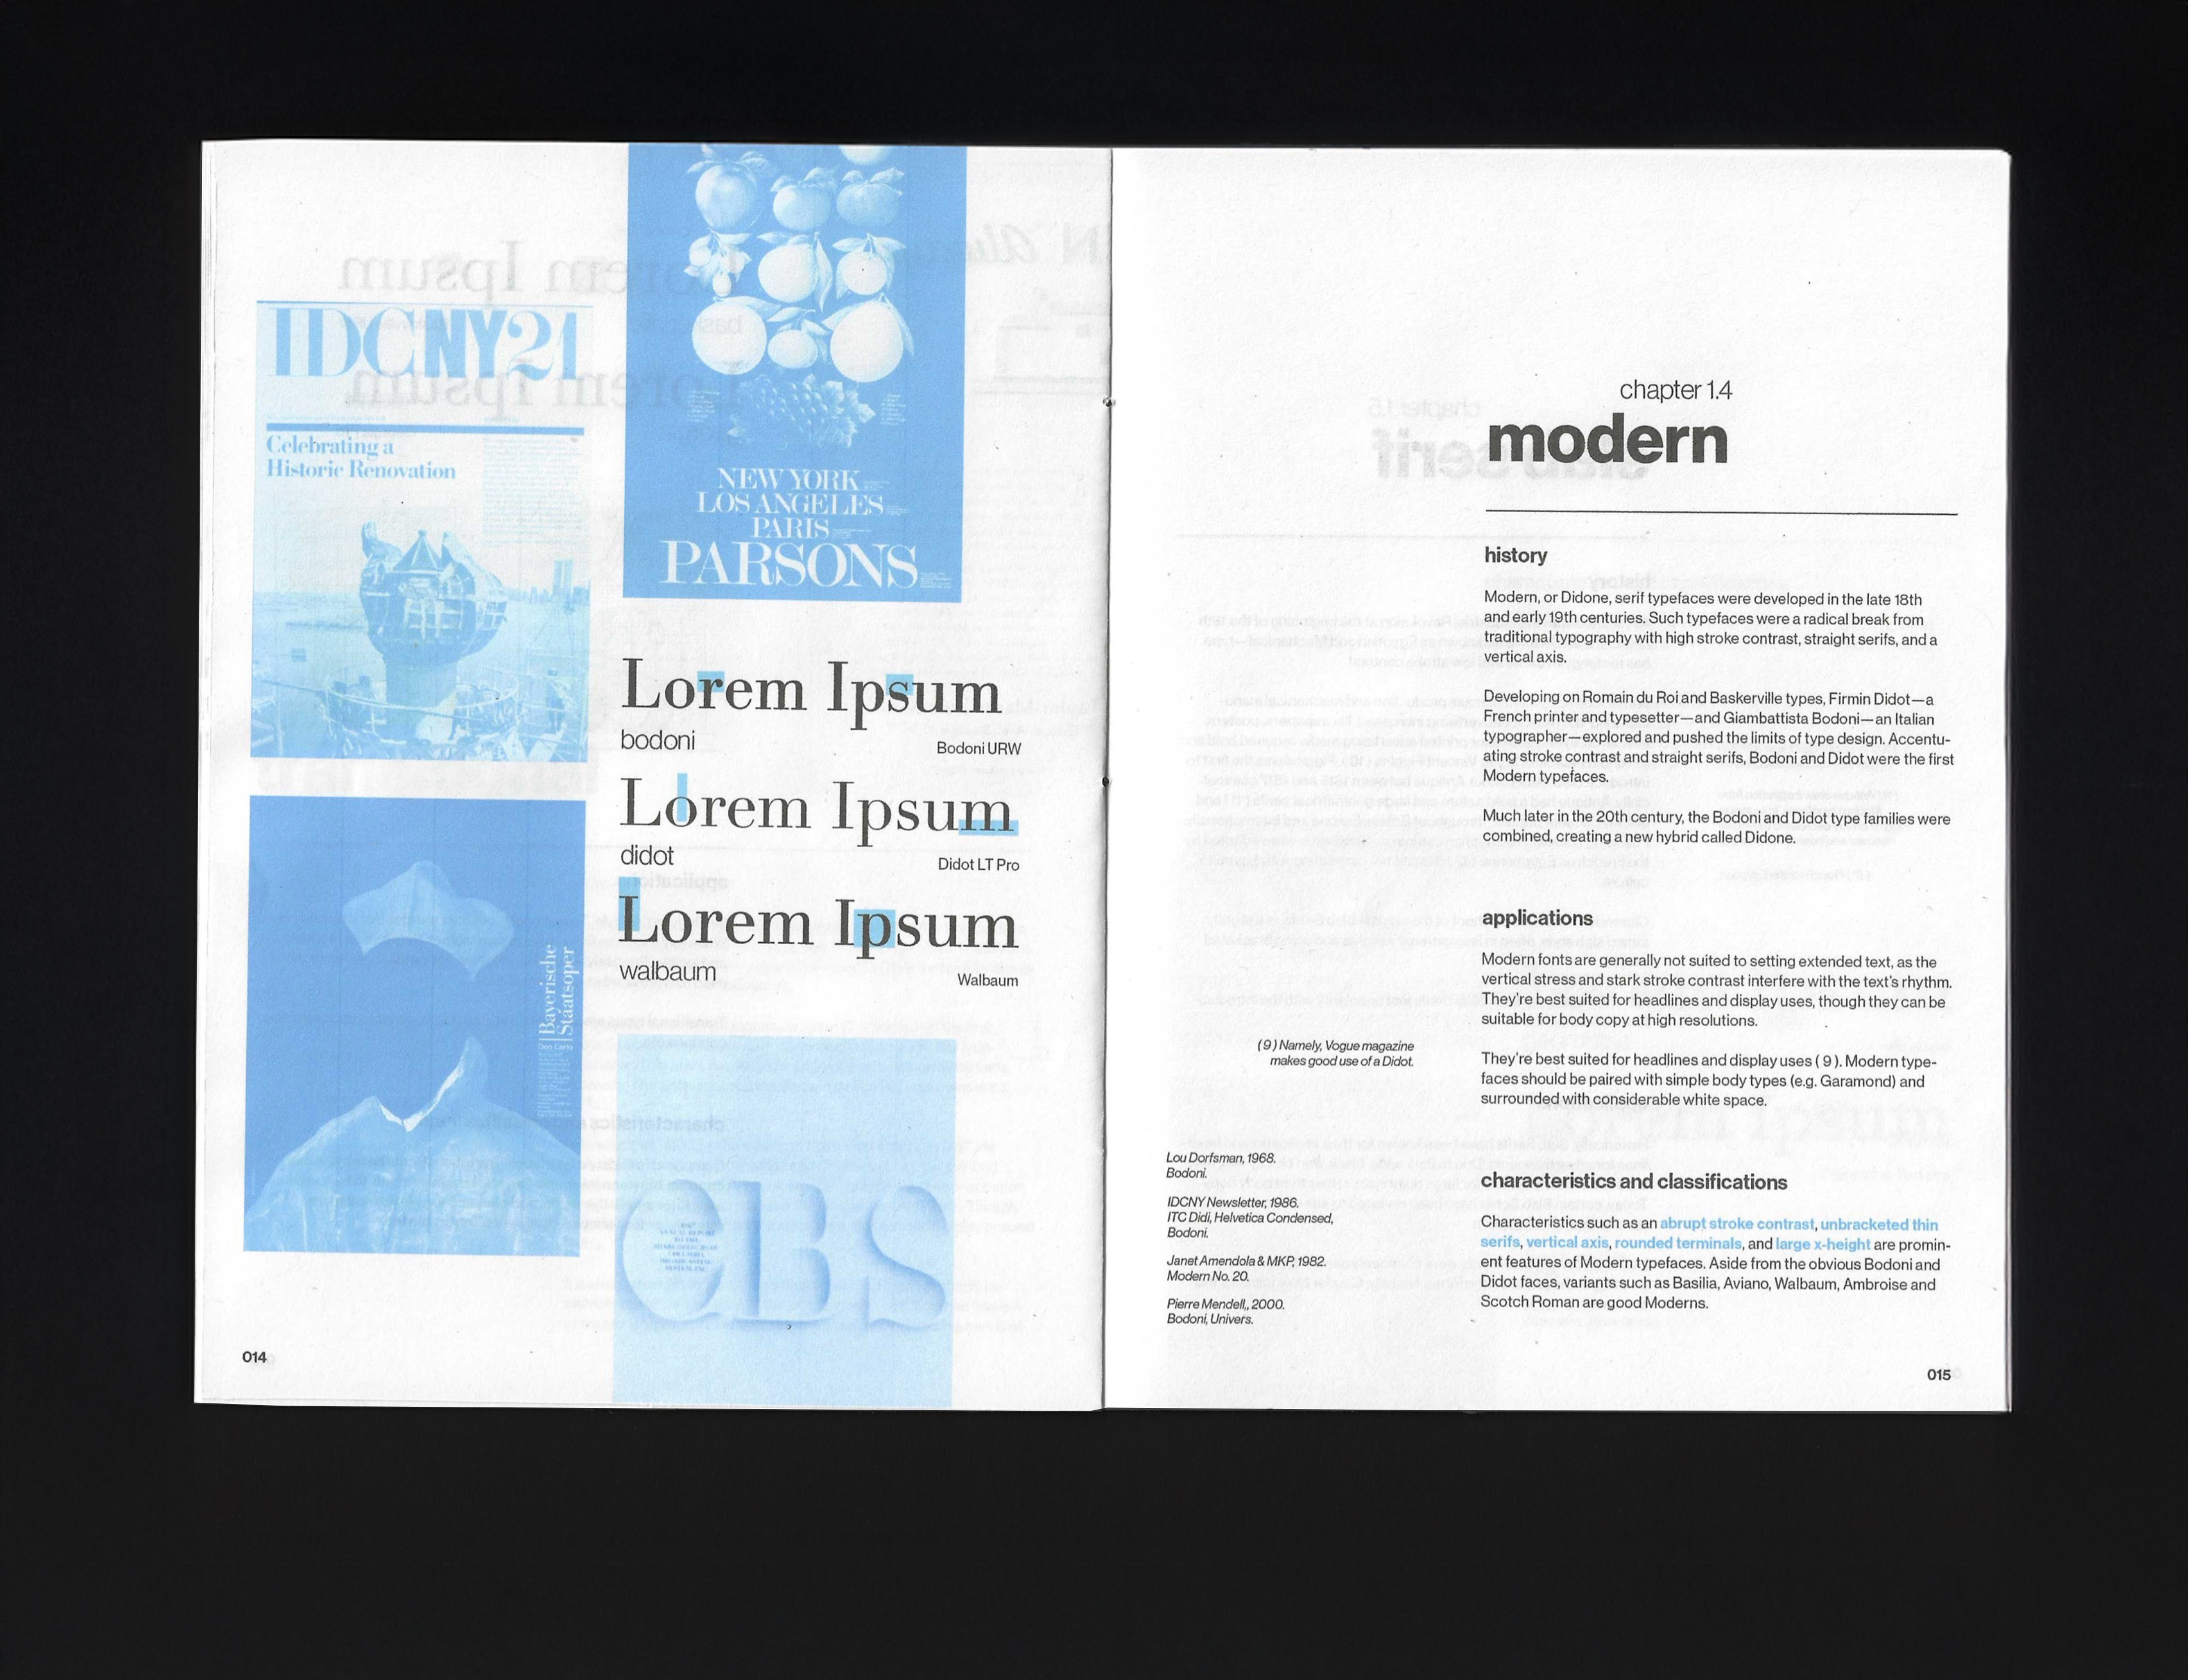 IDCNY21
Celebrating a
Historic Renovation
NEW YORK
LOS ANGELES
PARIS
PARSONS
Lorem Ipsum
bodoni
Bodoni URW
Lorem Ipsum
didot
Didot LT Pro
Lorem Ipsum
walbaum
Walbaum
Bayerische
Staatsoper
Don Carlo
CBS
014
chapter 1.4
modern
history
Modern, or Didone, serif typefaces were developed in the late 18th
and early 19th centuries. Such typefaces were a radical break from
traditional typography with high stroke contrast, straight serifs, and a
vertical axis.
Developing on Romain du Roi and Baskerville types, Firmin Didot—a
French printer and typesetter—and Giambattista Bodoni—an Italian
typographer—explored and pushed the limits of type design. Accentu-
ating stroke contrast and straight serifs, Bodoni and Didot were the first
Modern typefaces.
Much later in the 20th century, the Bodoni and Didot type families were
combined, creating a new hybrid called Didone.
applications
Modern fonts are generally not suited to setting extended text, as the
vertical stress and stark stroke contrast interfere with the text's rhythm.
They're best suited for headlines and display uses, though they can be
suitable for body copy at high resolutions.
(9) Namely, Vogue magazine
makes good use of a Didot.
They're best suited for headlines and display uses ( 9 ). Modern type-
faces should be paired with simple body types (e.g. Garamond) and
surrounded with considerable white space.
Lou Dorfsman, 1968.
Bodoni.
IDCNY Newsletter, 1986.
ITC Didi, Helvetica Condensed,
Bodoni.
Janet Amendola & MKP, 1982.
Modern No. 20.
Pierre Mendell,, 2000.
Bodoni, Univers.
characteristics and classifications
Characteristics such as an abrupt stroke contrast, unbracketed thin
serifs, vertical axis, rounded terminals, and large x-height are promin-
ent features of Modern typefaces. Aside from the obvious Bodoni and
Didot faces, variants such as Basilia, Aviano, Walbaum, Ambroise and
Scotch Roman are good Moderns.
015